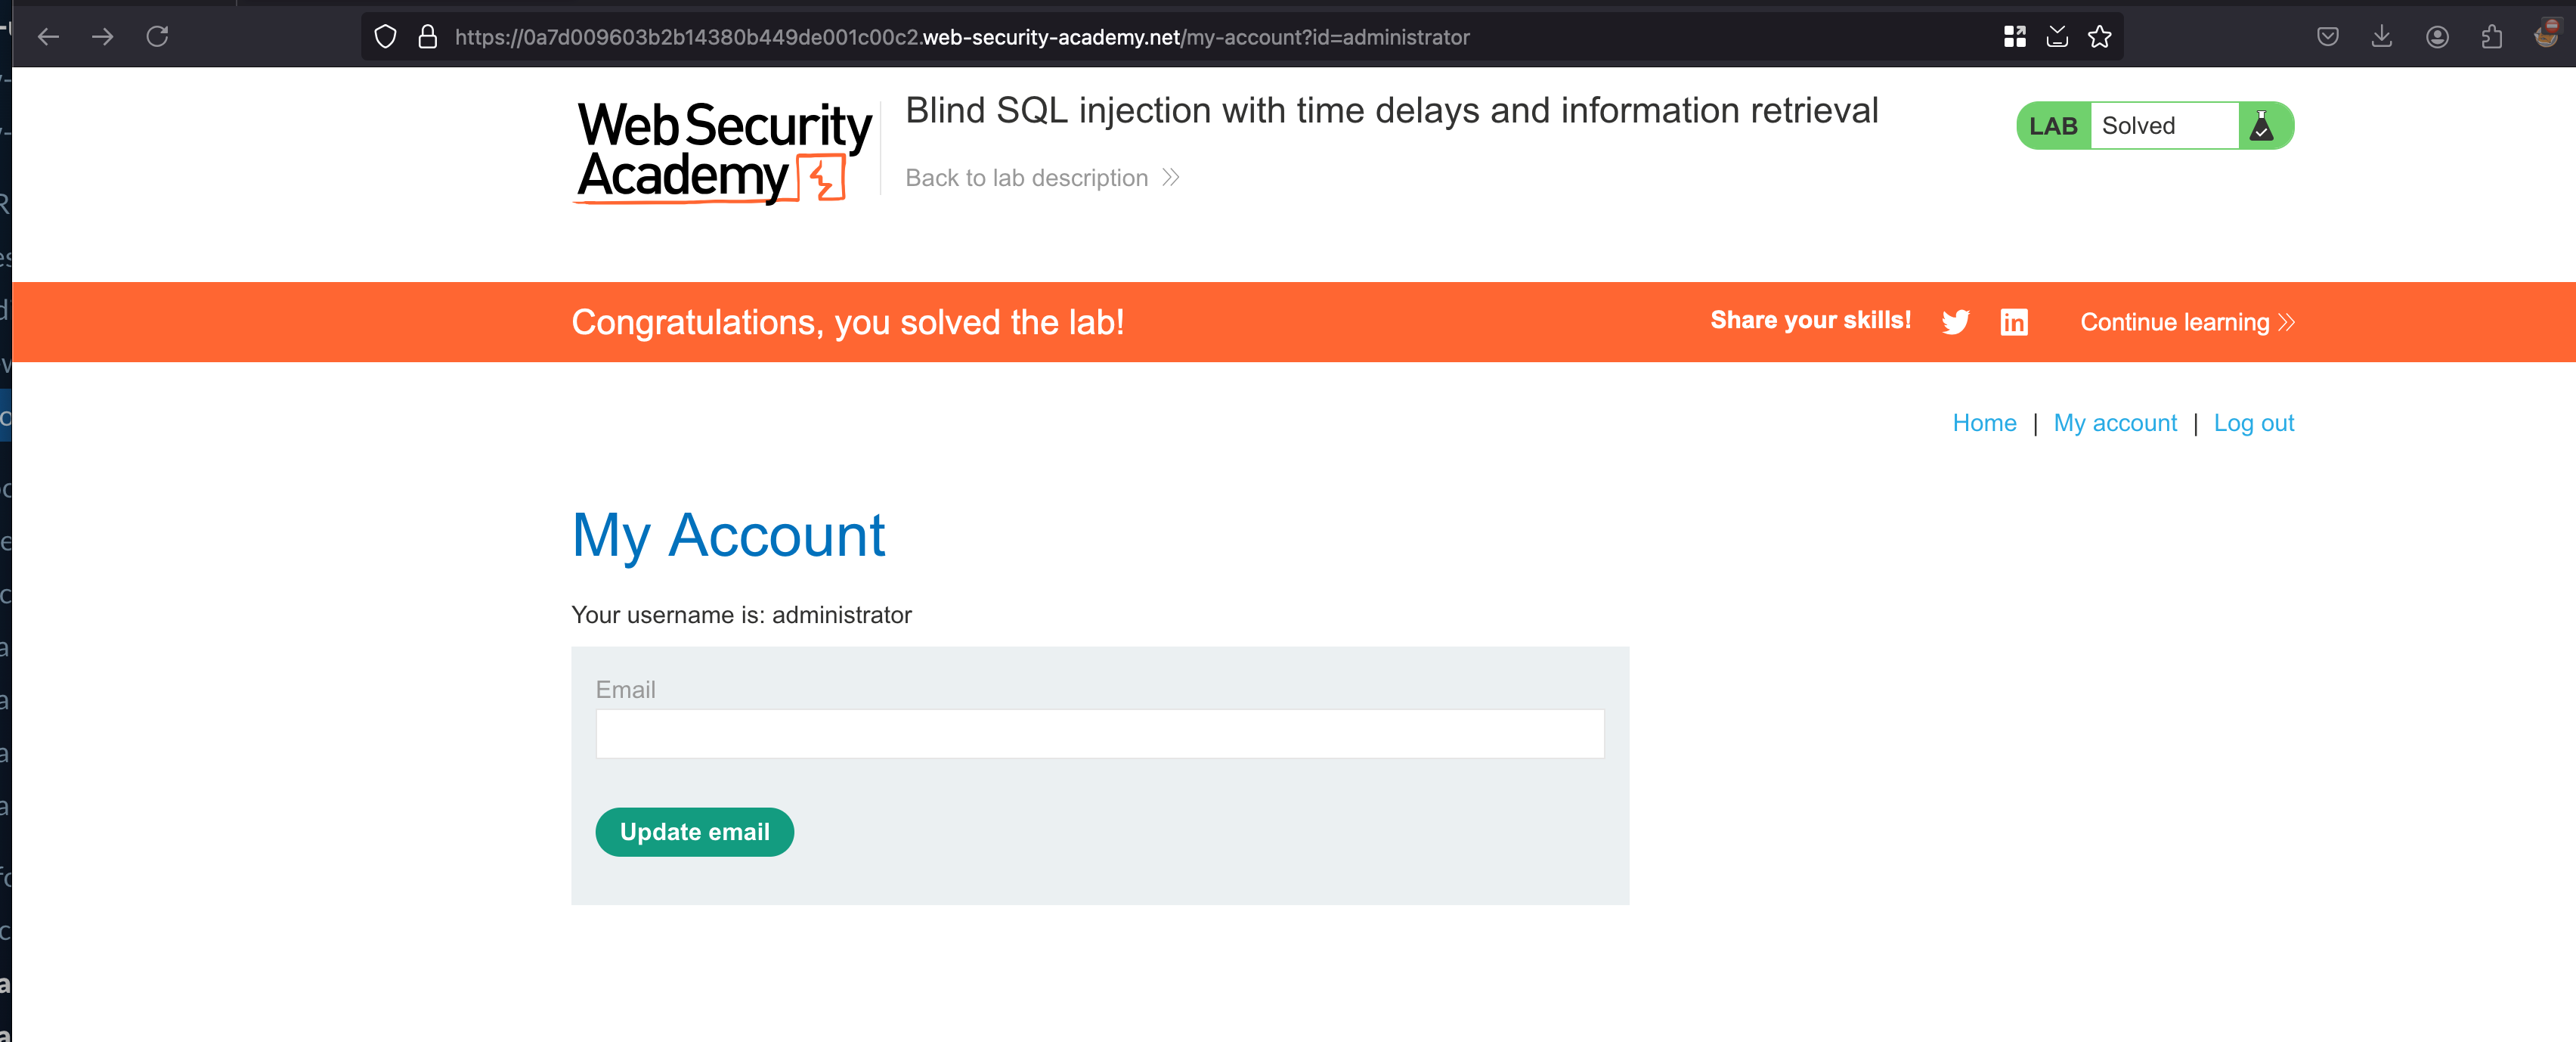 https://0a7d009603b2b14380b449de001c00c2.web-security-academy.net/my-account?id=administrator
Web Security
Academy
Blind SQL injection with time delays and information retrieval
Back to lab description
LAB Solved
Congratulations, you solved the lab!
Share your skills!
Continue learning
Home | My account | Log out
My Account
Your username is: administrator
Email
Update email